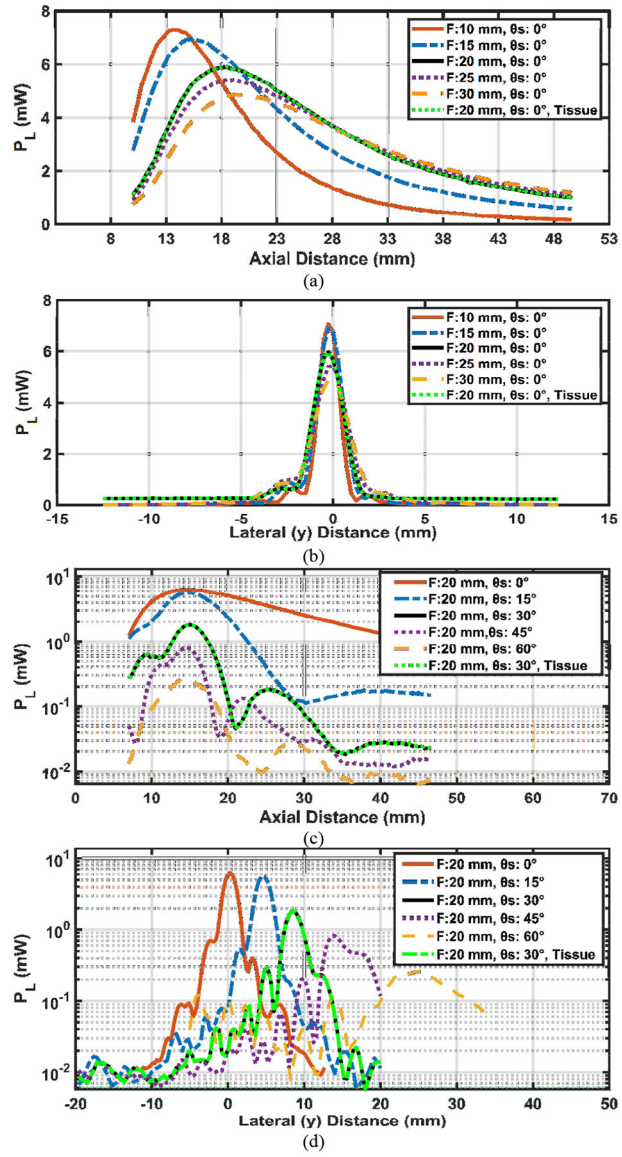 8
F:10 mm, θs: 0°
F:15 mm, θs: 0°
6
F:20 mm, θs: 0°
F:25 mm, θs: 0°
F:30 mm, θs: 0°
4
F:20 mm, θs: 0°, Tissue
P_L (mW)
2
0
8 13 18 23 28 33 38 43 48 53
Axial Distance (mm)
(a)
8
F:10 mm, θs: 0°
F:15 mm, θs: 0°
6
F:20 mm, θs: 0°
F:25 mm, θs: 0°
F:30 mm, θs: 0°
4
F:20 mm, θs: 0°, Tissue
P_L (mW)
2
0
-15 -10 -5 0 5 10 15
Lateral (y) Distance (mm)
(b)
10^1
F:20 mm, θs: 0°
F:20 mm, θs: 15°
F:20 mm, θs: 30°
10^0
F:20 mm,θs: 45°
F:20 mm, θs: 60°
F:20 mm, θs: 30°, Tissue
P_L (mW)
10^-1
10^-2
0 10 20 30 40 50 60 70
Axial Distance (mm)
(c)
10^1
F:20 mm, θs: 0°
F:20 mm, θs: 15°
F:20 mm, θs: 30°
10^0
F:20 mm, θs: 45°
F:20 mm, θs: 60°
F:20 mm, θs: 30°, Tissue
P_L (mW)
10^-1
10^-2
-20 -10 0 10 20 30 40 50
Lateral (y) Distance (mm)
(d)